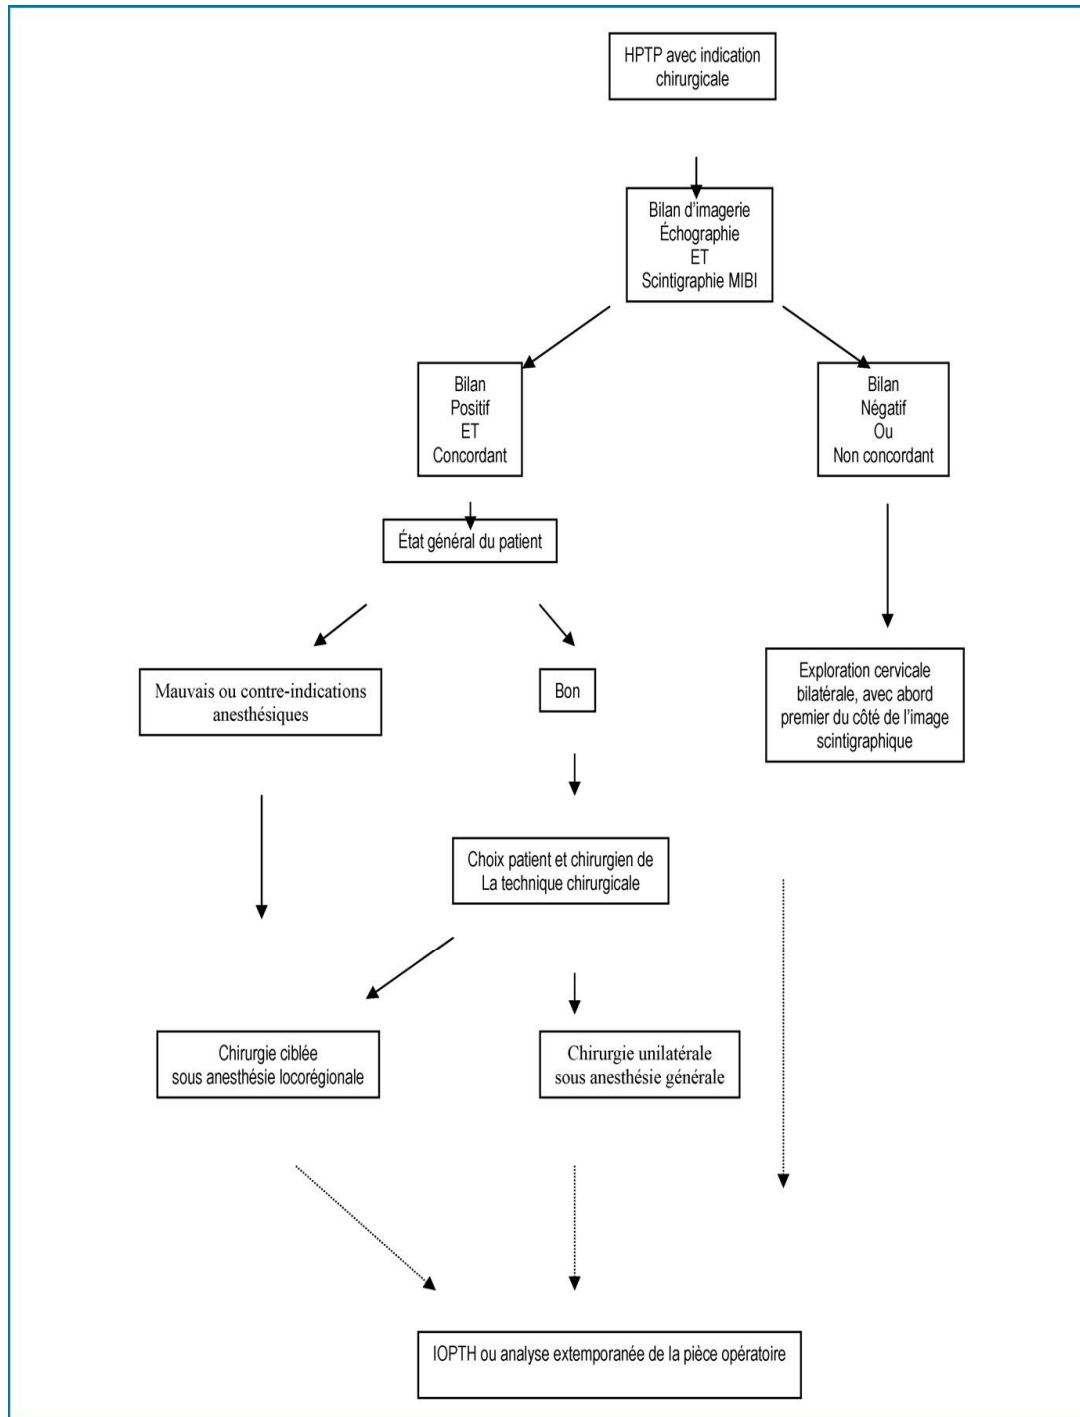 HPTP avec indication
chirurgicale
Bilan d'imagerie
Échographie
ET
Scintigraphie MIBI
Bilan
Positif
ET
Concordant
Bilan
Négatif
Ou
Non concordant
État général du patient
Mauvais ou contre-indications
anesthésiques
Bon
Exploration cervicale
bilatérale, avec abord
premier du côté de l'image
scintigraphique
Choix patient et chirurgien de
La technique chirurgicale
Chirurgie ciblée
sous anesthésie locorégionale
Chirurgie unilatérale
sous anesthésie générale
IOPTH ou analyse extemporanée de la pièce opératoire